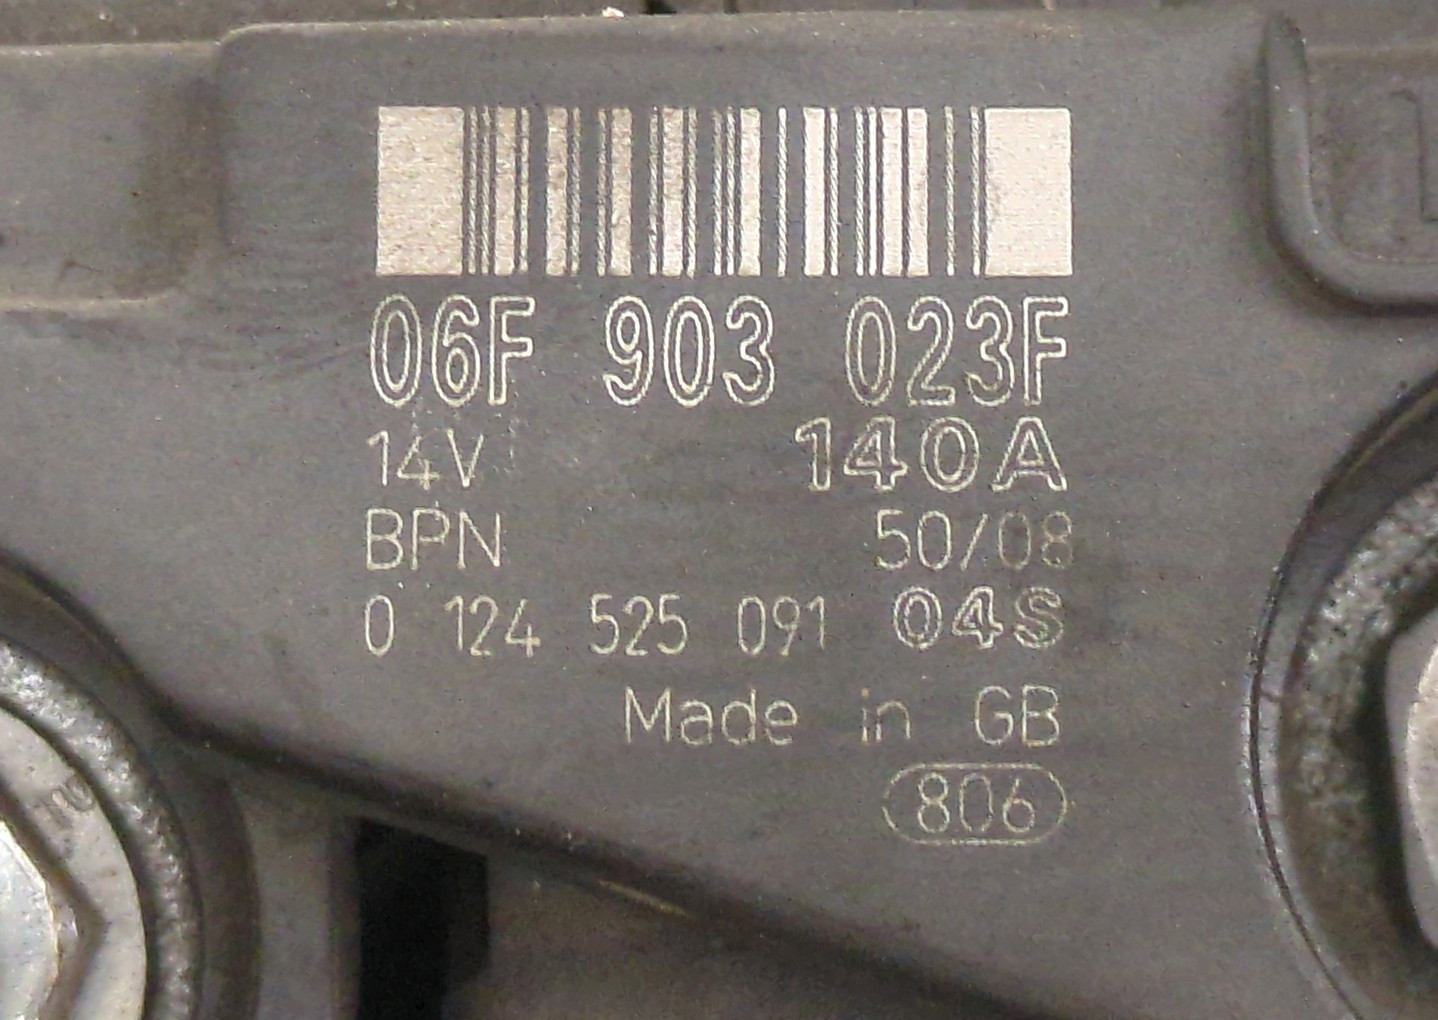 06F 903 023F
14V 140A
BPN 50/08
0 124 525 091 04S
Made in GB
806